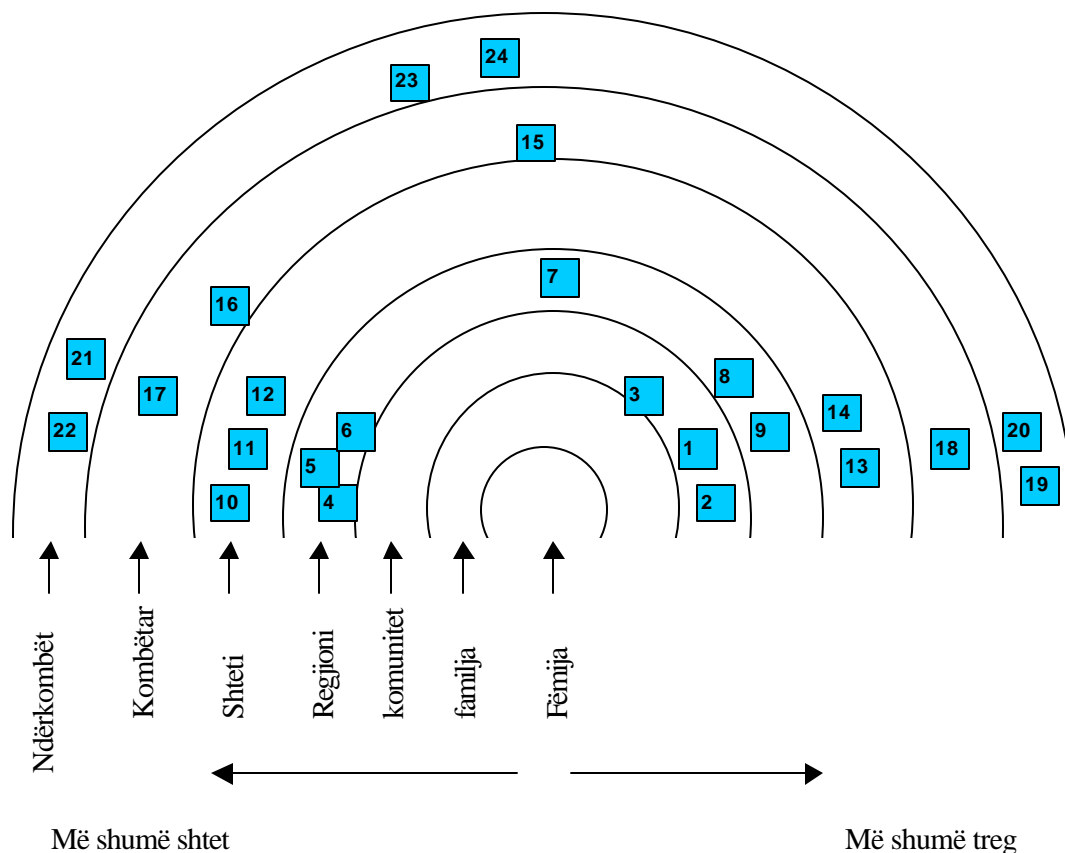 24
23
15
7
16
21
8
3
17
12
14
22
6
20
11
1
9
18
5
13
19
10
4
2
Ndërkombët
Kombëtar
Shteti
Regjioni
komunitet
familja
Fëmija
Më shumë shtet
Më shumë treg